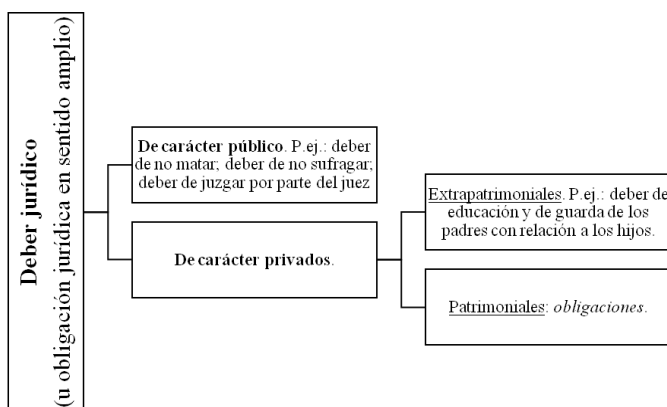 Deber jurídico
(u obligación jurídica en sentido amplio)
De carácter público. P.ej.: deber
de no matar; deber de no sufragar;
deber de juzgar por parte del juez
De carácter privados.
Extrapatrimoniales. P.ej.: deber de
educación y de guarda de los
padres con relación a los hijos.
Patrimoniales: obligaciones.